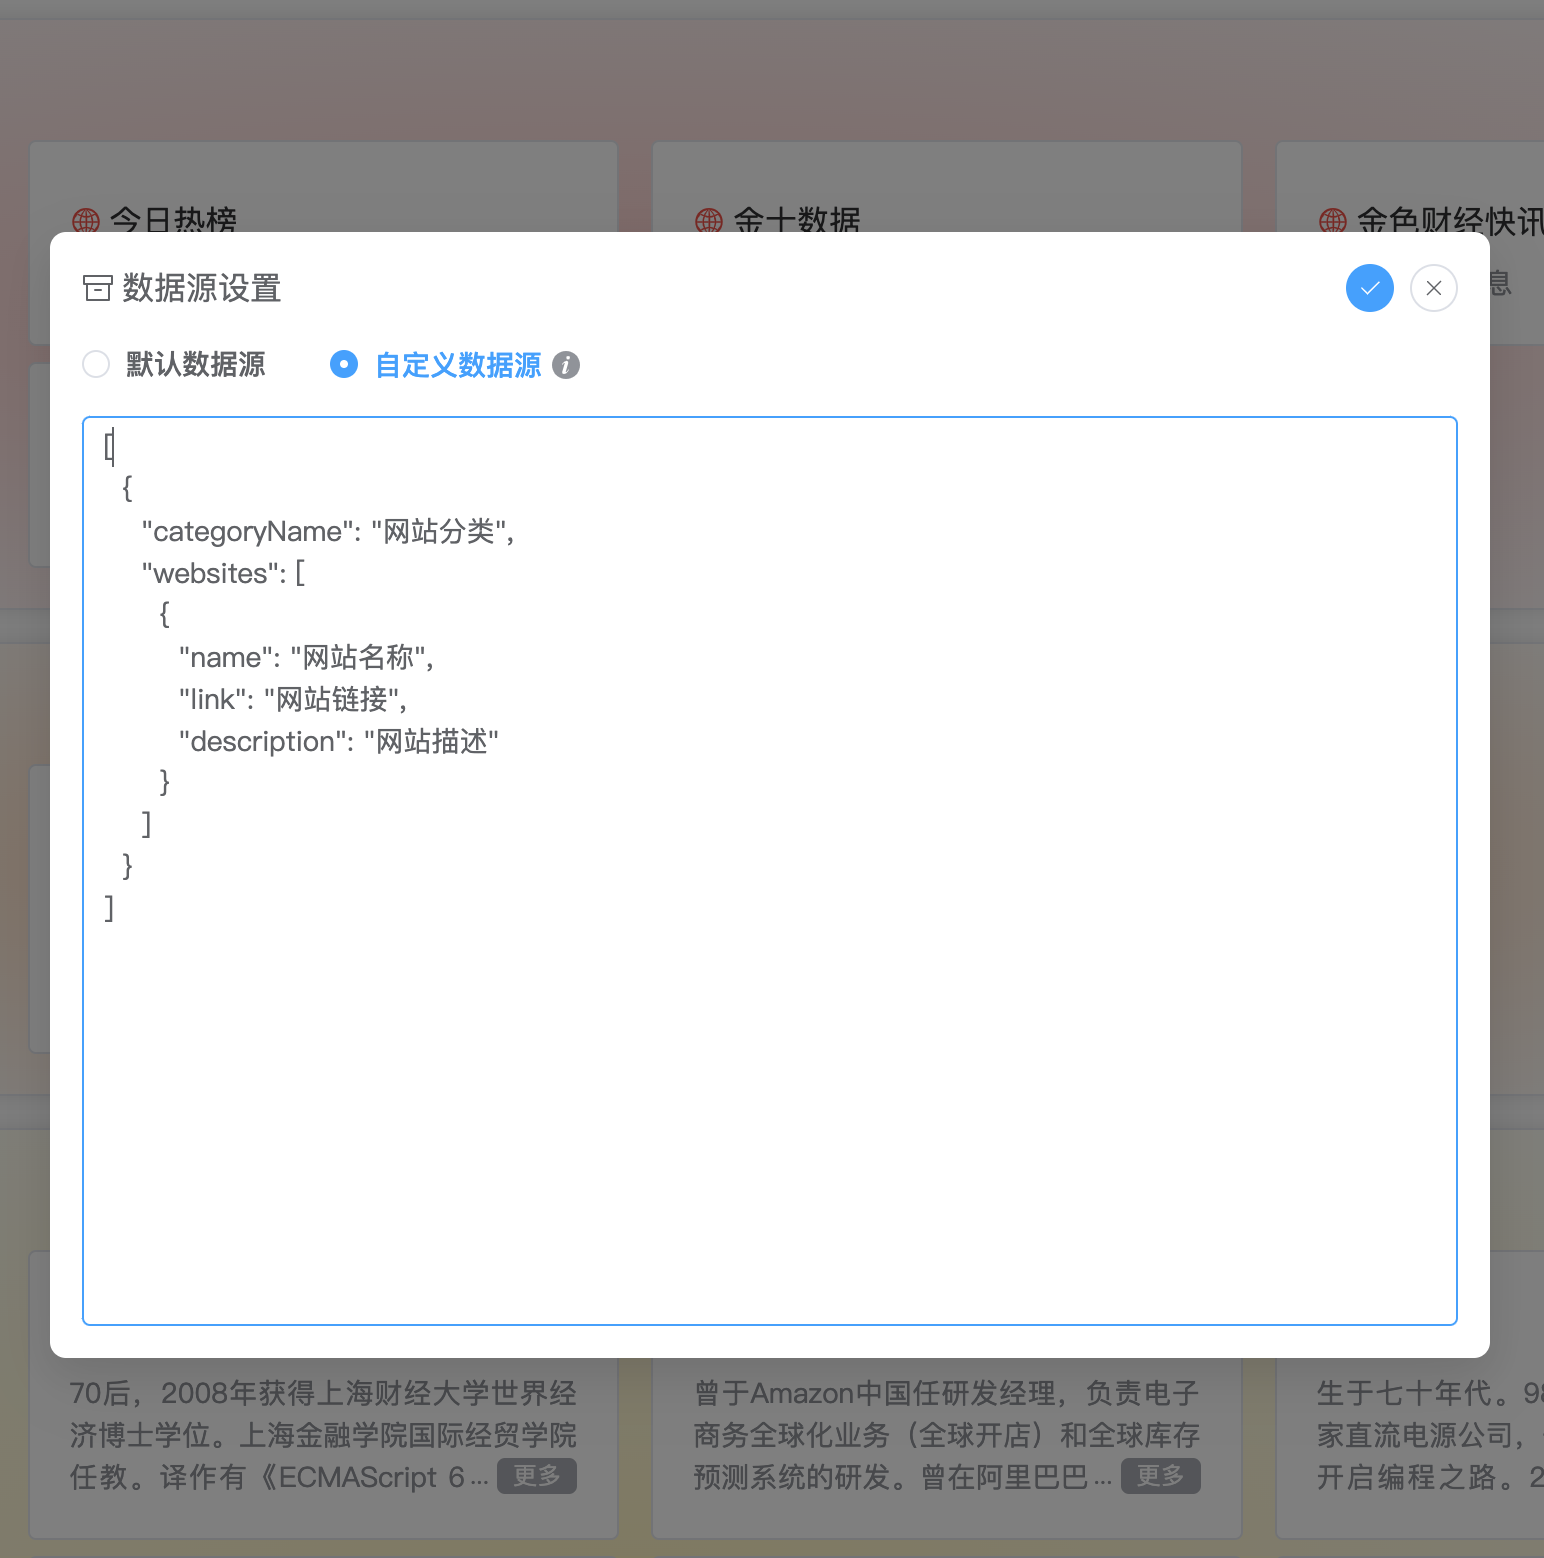 今日热榜
金十数据
金色财经快讯
息
数据源设置
默认数据源
自定义数据源
[
{
"categoryName": "网站分类",
"websites": [
{
"name": "网站名称",
"link": "网站链接",
"description": "网站描述"
}
]
}
]
70后，2008年获得上海财经大学世界经
济博士学位。上海金融学院国际经贸学院
任教。译作有《ECMAScript 6... 更多
曾于Amazon中国任研发经理，负责电子
商务全球化业务（全球开店）和全球库存
预测系统的研发。曾在阿里巴巴... 更多
生于七十年代。98
家直流电源公司，
开启编程之路。2